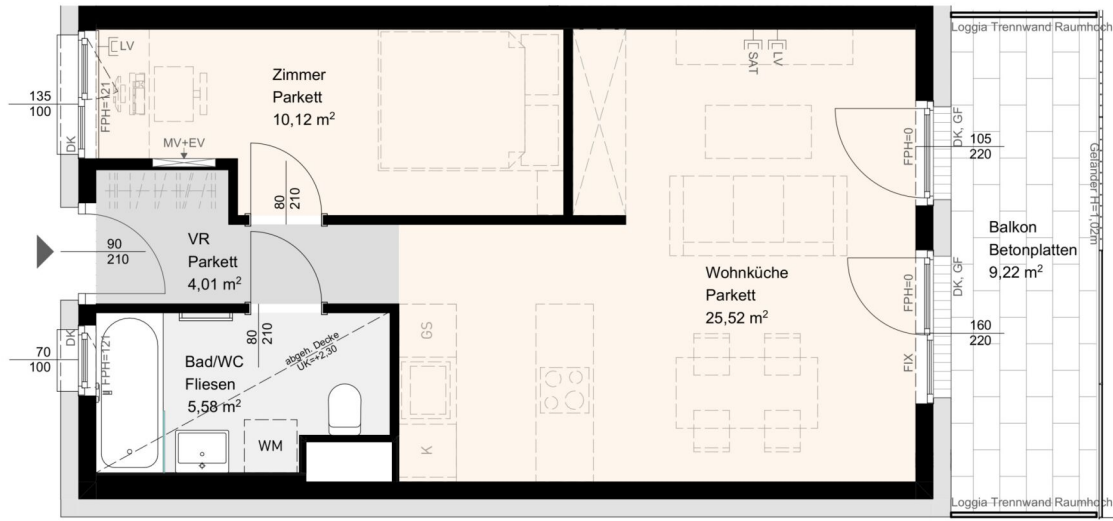 Loggia Trennwand Raumhoch
LV
Zimmer
Parkett
10,12 m²
SAT
LV
135
100
FPH=121
DK
MV+EV
80
210
FPH=0
DK, GF
105
220
Geländer H=1,02m
90
210
VR
Parkett
4,01 m²
Balkon
Betonplatten
9,22 m²
Wohnküche
Parkett
25,52 m²
FPH=0
DK, GF
160
220
FIX
DK
70
100
FPH=121
80
210
abgeh. Decke
UK=+2,30
Bad/WC
Fliesen
5,58 m²
GS
K
WM
Loggia Trennwand Raumhoch